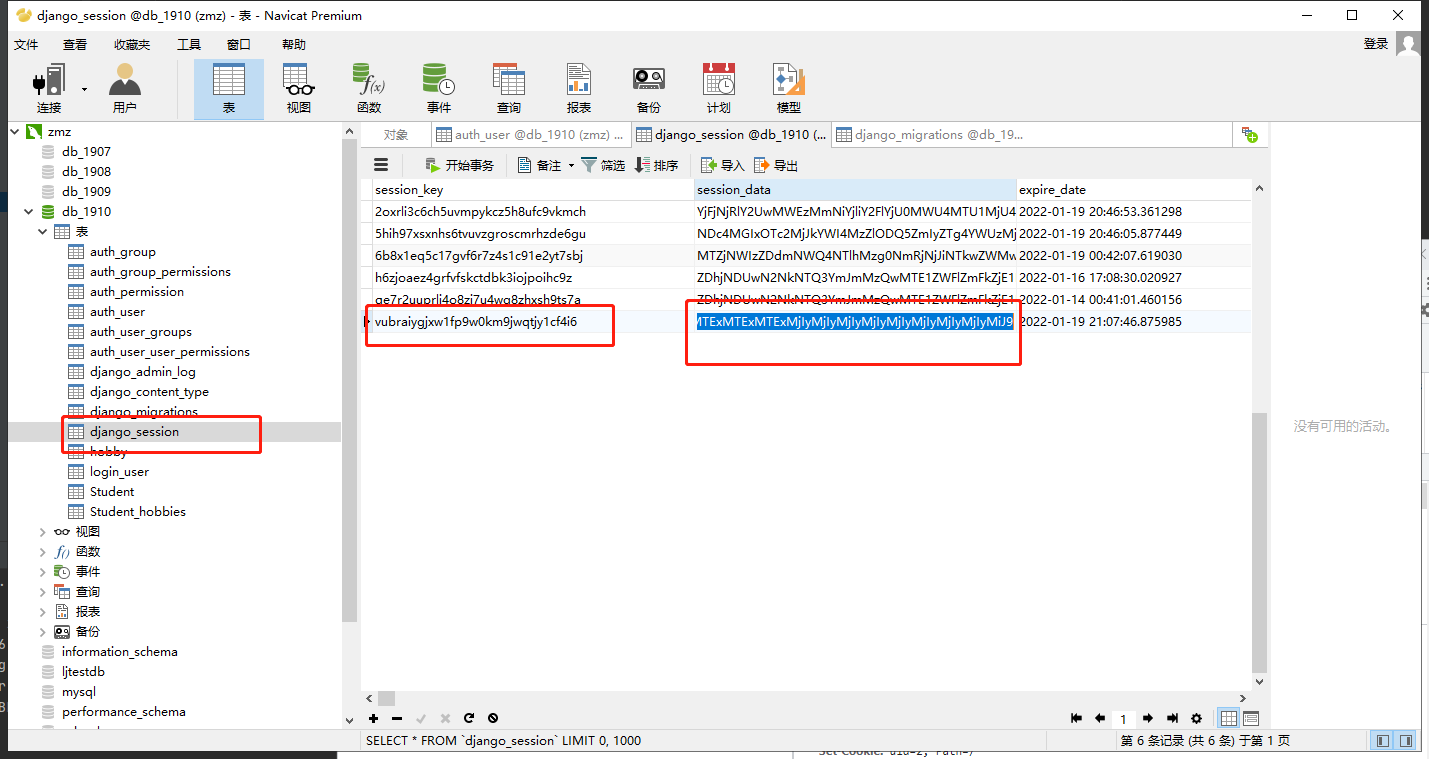 django_session @db_1910 (zmz) - 表 - Navicat Premium
文件 查看 收藏夹 工具 窗口 帮助 登录
连接 用户 表 视图 函数 事件 查询 报表 备份 计划 模型
zmz
db_1907
db_1908
db_1909
db_1910
表
auth_group
auth_group_permissions
auth_permission
auth_user
auth_user_groups
auth_user_user_permissions
django_admin_log
django_content_type
django_migrations
django_session
hobby
login_user
Student
Student_hobbies
视图
函数
事件
查询
报表
备份
information_schema
ljtestdb
mysql
performance_schema
对象 auth_user @db_1910 (zmz) ... django_session @db_1910 (... django_migrations @db_19...
开始事务 备注 筛选 排序 导入 导出
session_key session_data expire_date
2oxrli3c6ch5uvmpykcz5h8ufc9vkmch YjFjNjRlY2UwMWEzMmNiYjliY2FlYjU0MWU4MTU1MjU4 2022-01-19 20:46:53.361298
5hih97xsxnhs6tvuvzgroscmrhzde6gu NDc4MGIxOTc2MjJkYWI4MzZlODQ5ZmIyZTg4YWUzMj 2022-01-19 20:46:05.877449
6b8x1eq5c17gvf6r7z4s1c91e2yt7sbj MTZjNWIzZDdmNWQ4NTlhMzg0NmRjNjJiNTkwZWMw 2022-01-19 00:42:07.619030
h6zjoaez4grfvfskctdbk3iojpoihc9z ZDhjNDUwN2NkNTQ3YmJmMzQwMTE1ZWFlZmFkZjE1 2022-01-16 17:08:30.020927
qe7r2uuprlj4o8zj7u4wq8zhxsh9ts7a ZDhjNDUwN2NkNTQ3YmJmMzQwMTE1ZWFlZmFkZjE1 2022-01-14 00:41:01.460156
vubraiygjxw1fp9w0km9jwqtjy1cf4i6 MTExMTExMTExMjIyMjIyMjIyMjIyMjIyMjIyMjIyMjIyMiJ9 2022-01-19 21:07:46.875985
没有可用的活动。
1
SELECT * FROM `django_session` LIMIT 0, 1000 第 6 条记录 (共 6 条) 于第 1 页